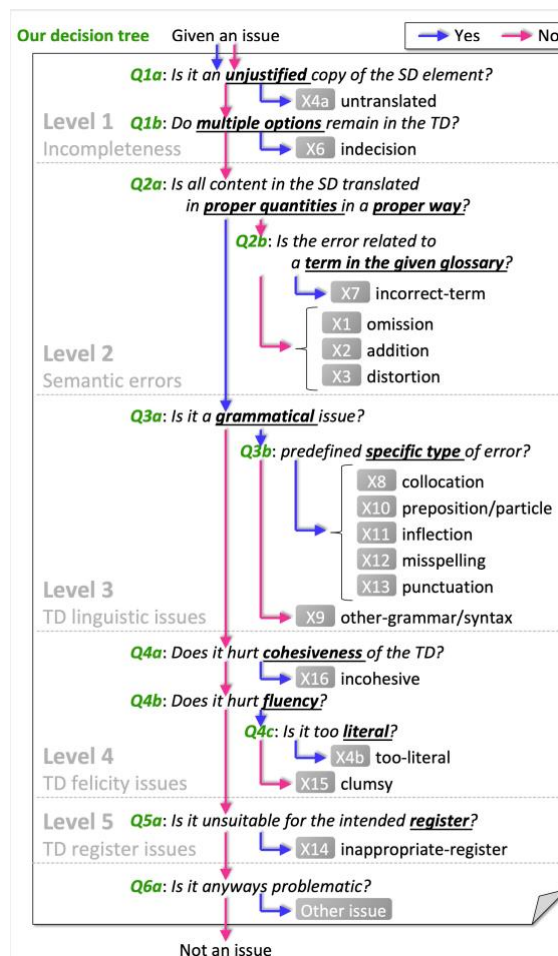 Our decision tree Given an issue Yes No
Q1a: Is it an unjustified copy of the SD element?
X4a untranslated
Level 1
Q1b: Do multiple options remain in the TD?
Incompleteness
X6 indecision
Q2a: Is all content in the SD translated
in proper quantities in a proper way?
Q2b: Is the error related to
a term in the given glossary?
X7 incorrect-term
X1 omission
X2 addition
Level 2
X3 distortion
Semantic errors
Q3a: Is it a grammatical issue?
Q3b: predefined specific type of error?
X8 collocation
X10 preposition/particle
X11 inflection
X12 misspelling
Level 3
X13 punctuation
TD linguistic issues
X9 other-grammar/syntax
Q4a: Does it hurt cohesiveness of the TD?
X16 incohesive
Q4b: Does it hurt fluency?
Q4c: Is it too literal?
Level 4
X4b too-literal
TD felicity issues
X15 clumsy
Level 5
Q5a: Is it unsuitable for the intended register?
TD register issues
X14 inappropriate-register
Q6a: Is it anyways problematic?
Other issue
Not an issue